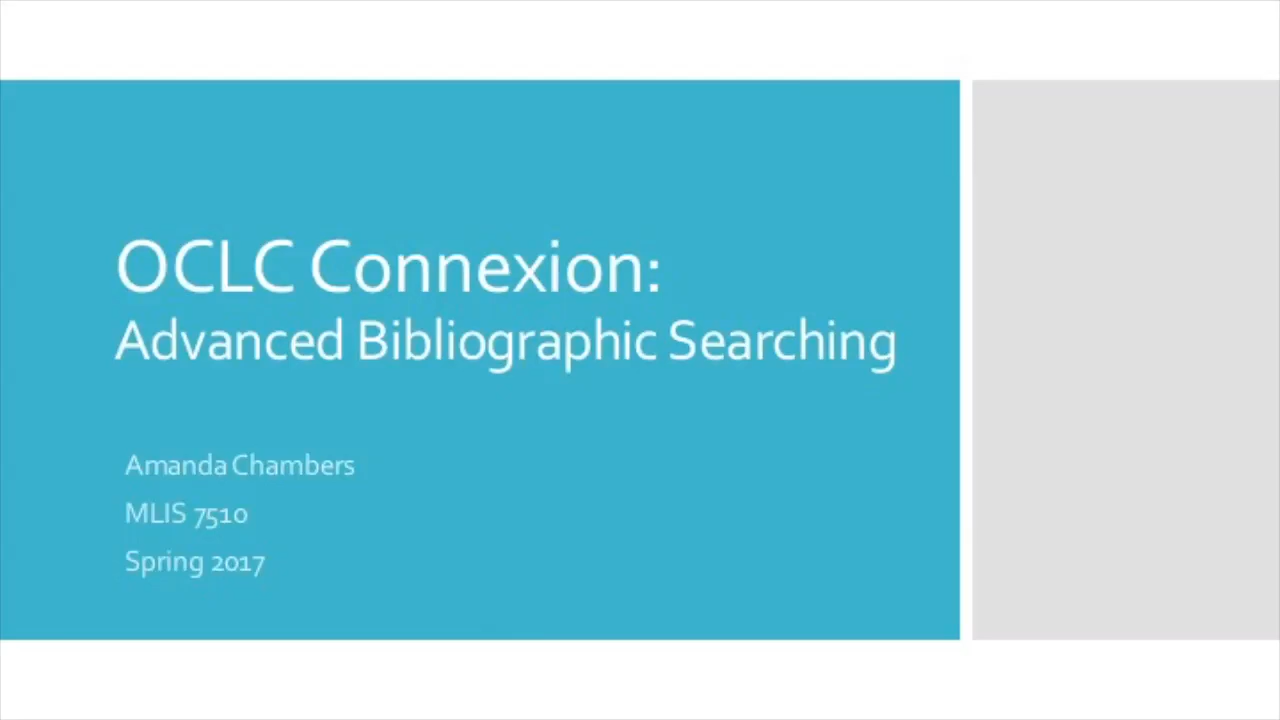 OCLC Connexion:
Advanced Bibliographic Searching
Amanda Chambers
MLIS 7510
Spring 2017